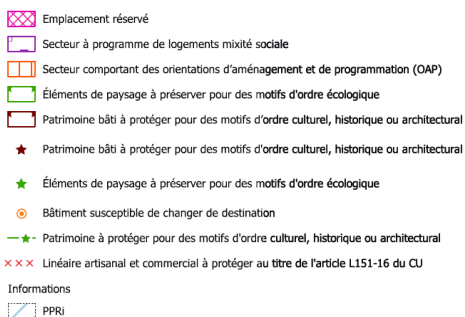 Emplacement réservé
Secteur à programme de logements mixité sociale
Secteur comportant des orientations d'aménagement et de programmation (OAP)
Éléments de paysage à préserver pour des motifs d'ordre écologique
Patrimoine bâti à protéger pour des motifs d'ordre culturel, historique ou architectural
Patrimoine bâti à protéger pour des motifs d'ordre culturel, historique ou architectural
Éléments de paysage à préserver pour des motifs d'ordre écologique
Bâtiment susceptible de changer de destination
Patrimoine à protéger pour des motifs d'ordre culturel, historique ou architectural
Linéaire artisanal et commercial à protéger au titre de l'article L151-16 du CU
Informations
PPRi